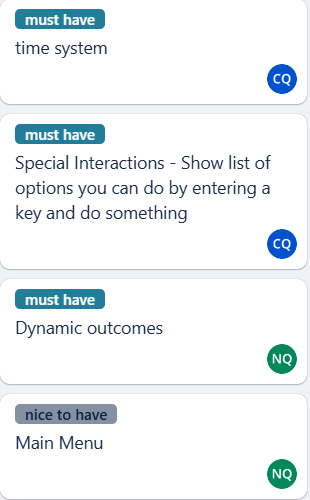 must have
time system
CQ
must have
Special Interactions - Show list of
options you can do by entering a
key and do something
CQ
must have
Dynamic outcomes
NQ
nice to have
Main Menu
NQ